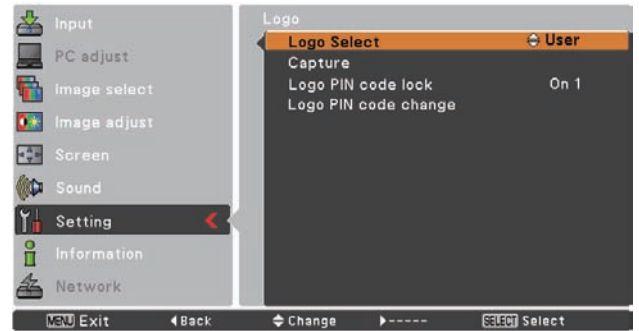 Input
PC adjust
Image select
Image adjust
Screen
Sound
Setting
Information
Network
Logo
Logo Select User
Capture
Logo PIN code lock On 1
Logo PIN code change
MENU Exit Back Change ----- SELECT Select